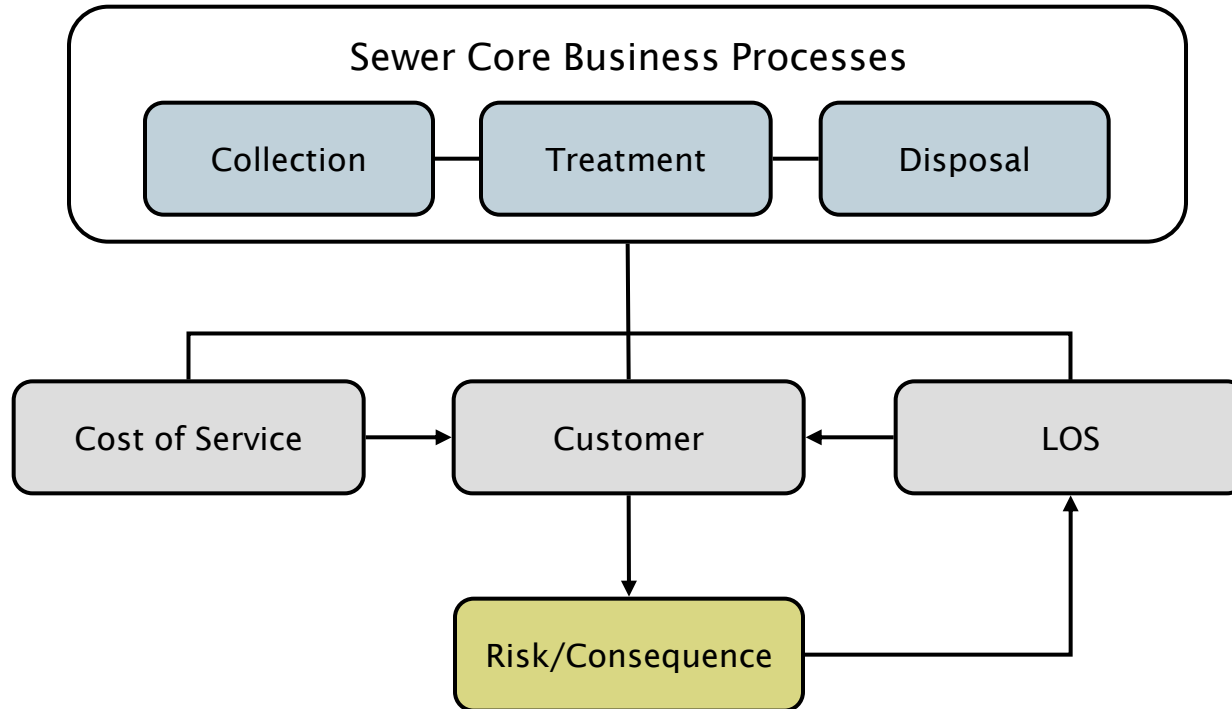 Sewer Core Business Processes
Collection
Treatment
Disposal
Cost of Service
Customer
LOS
Risk/Consequence